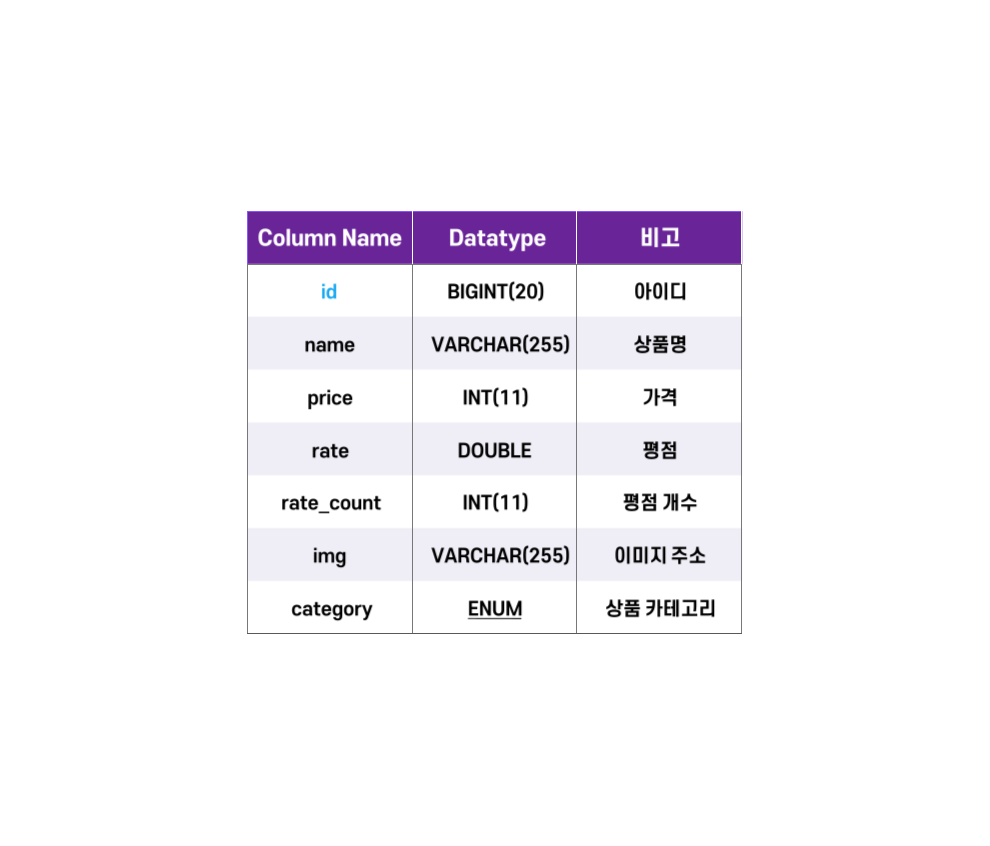 Column Name Datatype 비고
id BIGINT(20) 아이디
name VARCHAR(255) 상품명
price INT(11) 가격
rate DOUBLE 평점
rate_count INT(11) 평점 개수
img VARCHAR(255) 이미지 주소
category ENUM 상품 카테고리